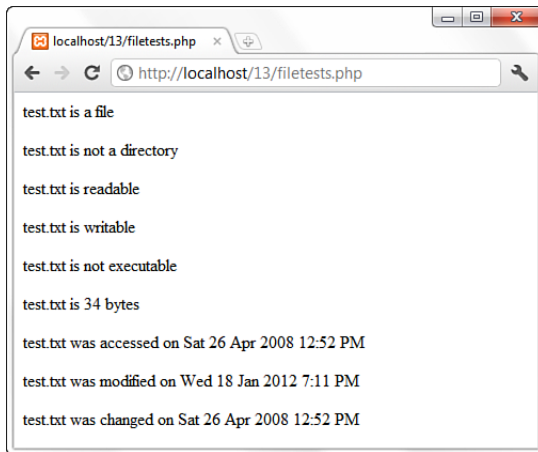 localhost/13/filetests.php
http://localhost/13/filetests.php
test.txt is a file
test.txt is not a directory
test.txt is readable
test.txt is writable
test.txt is not executable
test.txt is 34 bytes
test.txt was accessed on Sat 26 Apr 2008 12:52 PM
test.txt was modified on Wed 18 Jan 2012 7:11 PM
test.txt was changed on Sat 26 Apr 2008 12:52 PM